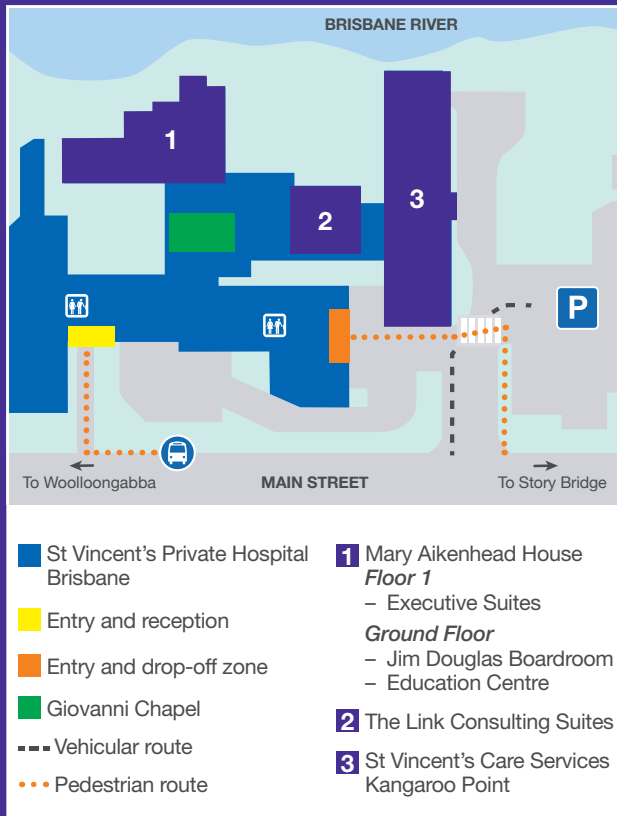 BRISBANE RIVER
1
2
3
P
To Woolloongabba
MAIN STREET
To Story Bridge
St Vincent's Private Hospital
Brisbane
Entry and reception
Entry and drop-off zone
Giovanni Chapel
Vehicular route
Pedestrian route
1 Mary Aikenhead House
Floor 1
– Executive Suites
Ground Floor
– Jim Douglas Boardroom
– Education Centre
2 The Link Consulting Suites
3 St Vincent's Care Services
Kangaroo Point